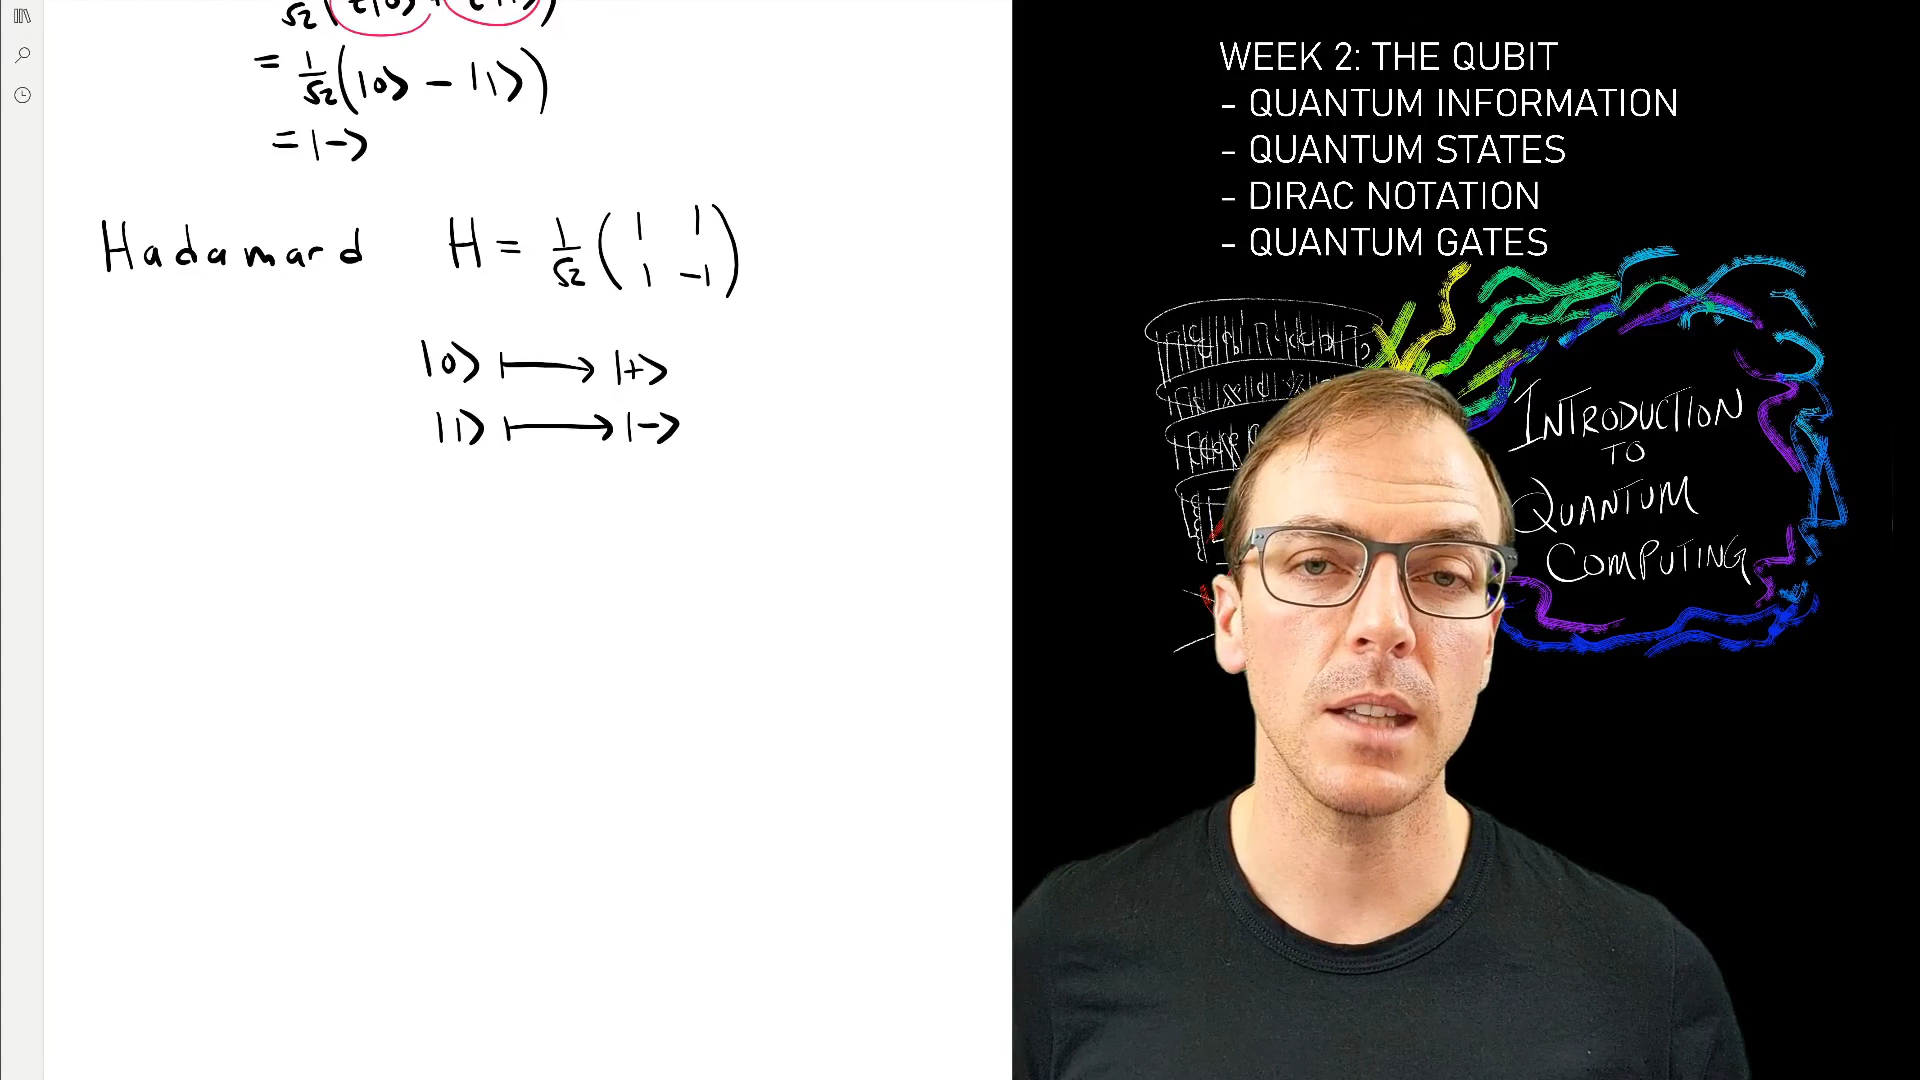 = 1/√2(|0⟩ − |1⟩)
= |−⟩
Hadamard H = 1/√2 ( 1 1
1 −1 )
|0⟩ ⟼ |+⟩
|1⟩ ⟼ |−⟩
WEEK 2: THE QUBIT
- QUANTUM INFORMATION
- QUANTUM STATES
- DIRAC NOTATION
- QUANTUM GATES
INTRODUCTION
TO
QUANTUM
COMPUTING